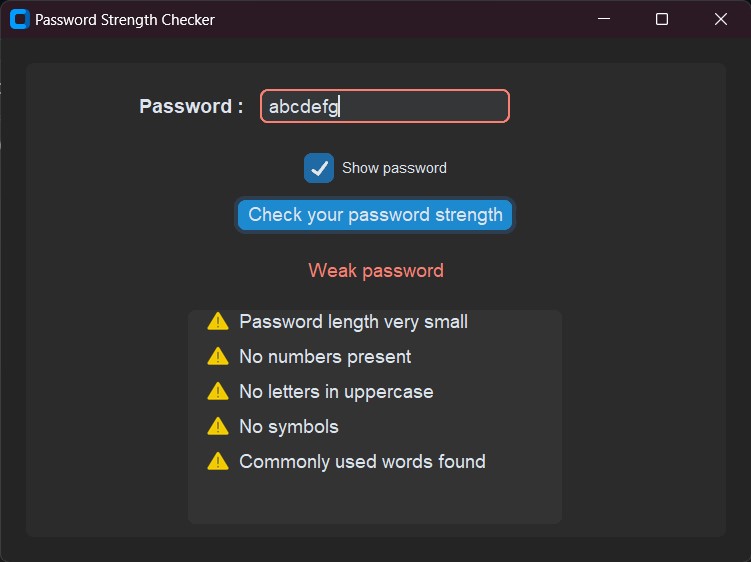 Password Strength Checker
Password : abcdefg
Show password
Check your password strength
Weak password
Password length very small
No numbers present
No letters in uppercase
No symbols
Commonly used words found